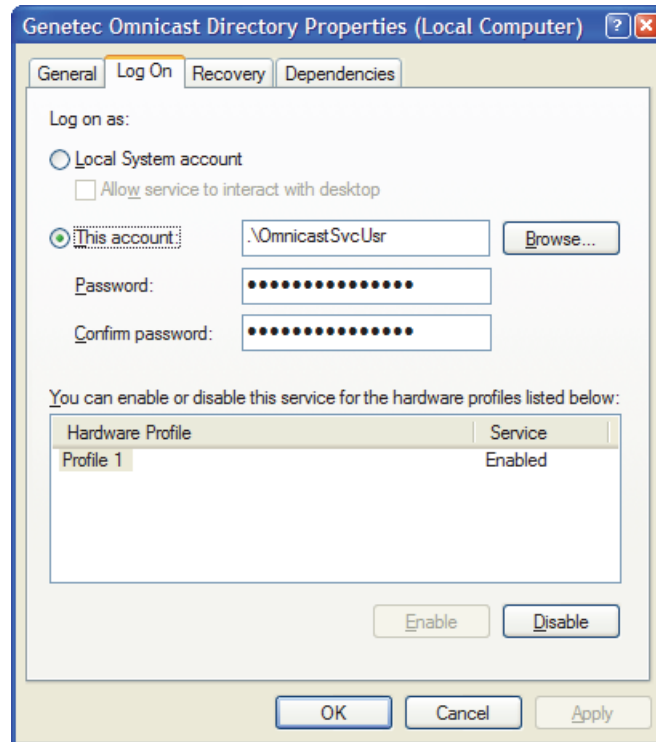 Genetec Omnicast Directory Properties (Local Computer)
General Log On Recovery Dependencies
Log on as:
Local System account
Allow service to interact with desktop
This account: .\OmnicastSvcUsr Browse...
Password: ●●●●●●●●●●●●●●●
Confirm password: ●●●●●●●●●●●●●●●
You can enable or disable this service for the hardware profiles listed below:
Hardware Profile Service
Profile 1 Enabled
Enable Disable
OK Cancel Apply